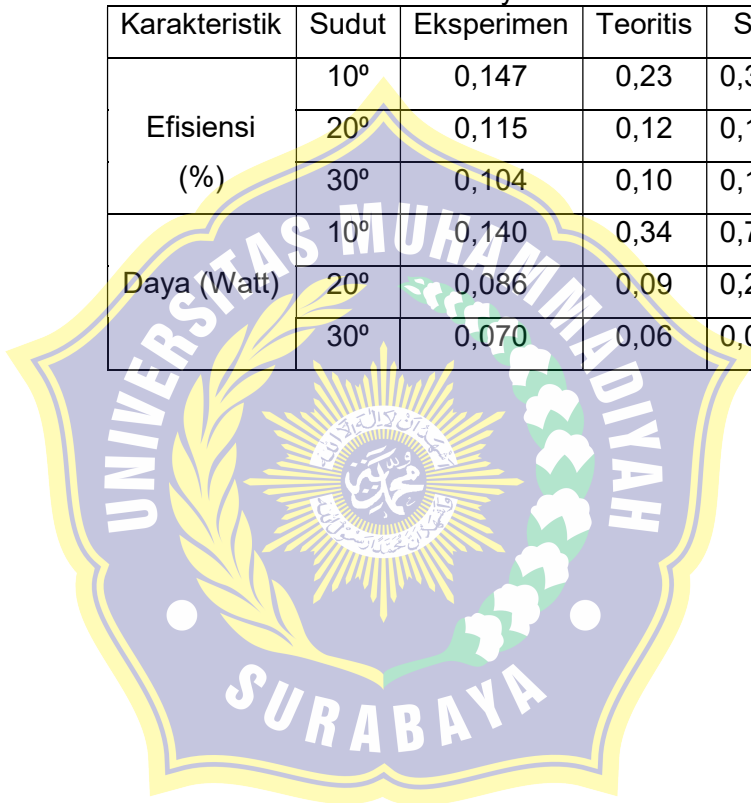 Karakteristik Sudut Eksperimen Teoritis
Efisiensi (%) 10º 0,147 0,23
20º 0,115 0,12
30º 0,104 0,10
Daya (Watt) 10º 0,140 0,34
20º 0,086 0,09
30º 0,070 0,06
UNIVERSITAS MUHAMMADIYAH
SURABAYA